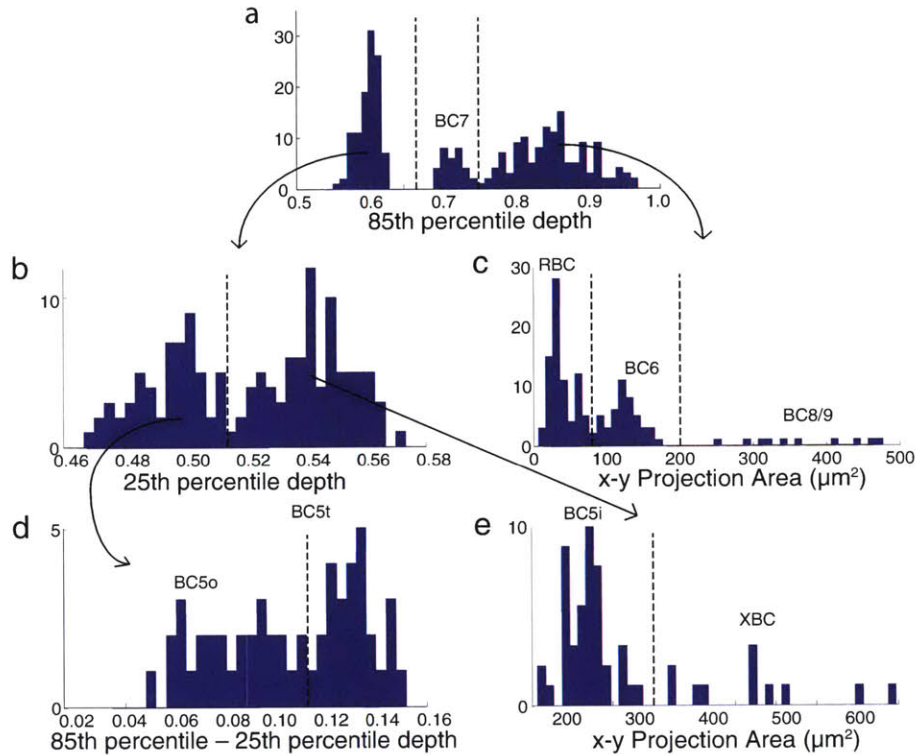 a
30
20
10
0
BC7
0.5 0.6 0.7 0.8 0.9 1.0
85th percentile depth
b
10
0
0.46 0.50 0.54 0.56 0.58
25th percentile depth
c
30
20
10
0
RBC
BC6
BC8/9
0 100 200 300 400 500
x-y Projection Area (µm²)
d
5
0
BC5o
BC5t
0.02 0.04 0.06 0.08 0.10 0.12 0.14 0.16
85th percentile – 25th percentile depth
e
10
0
BC5i
XBC
200 300 400 500 600
x-y Projection Area (µm²)